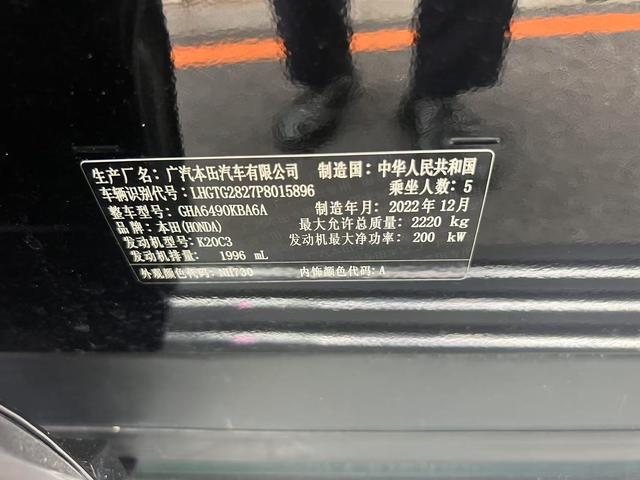 生产厂名：广汽本田汽车有限公司 制造国：中华人民共和国
车辆识别代号：LHGTG2827P8015896 乘坐人数：5
整车型号：GHA6490KBA6A 制造年月：2022年12月
品牌：本田(HONDA) 最大允许总质量：2220 kg
发动机型号：K20C3 发动机最大净功率：200 kW
发动机排量：1996 mL
外观颜色代码：NH730 内饰颜色代码：A